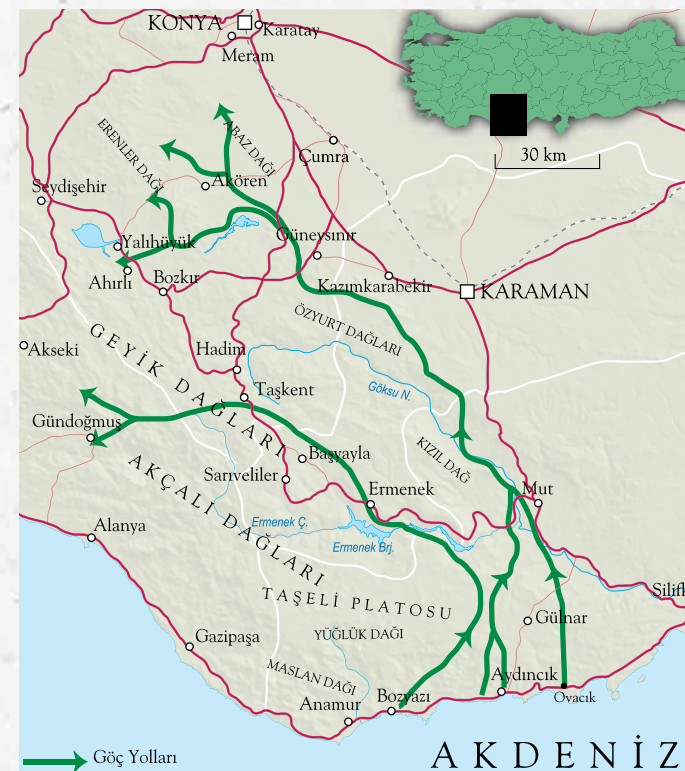 KONYA
Karatay
Meram
ERENLER DAĞI
ABAZ DAĞI
Çumra
30 km
Akören
Seydişehir
Yalıhüyük
Güneysınır
Ahırlı
Bozkır
Kazımkarabekir
KARAMAN
ÖZYURT DAĞLARI
Akseki
GEYİK DAĞLARI
Hadim
Taşkent
Göksu N.
Gündoğmuş
Başyayla
KIZIL DAĞ
AKÇALI DAĞLARI
Sarıveliler
Ermenek
Mut
Alanya
Ermenek Ç.
Ermenek Brj.
Silifk
TAŞELİ PLATOSU
Gülnar
Gazipaşa
YÜĞLÜK DAĞI
MASLAN DAĞI
Aydıncık
Anamur
Bozyazı
Ovacık
Göç Yolları
AKDENİZ